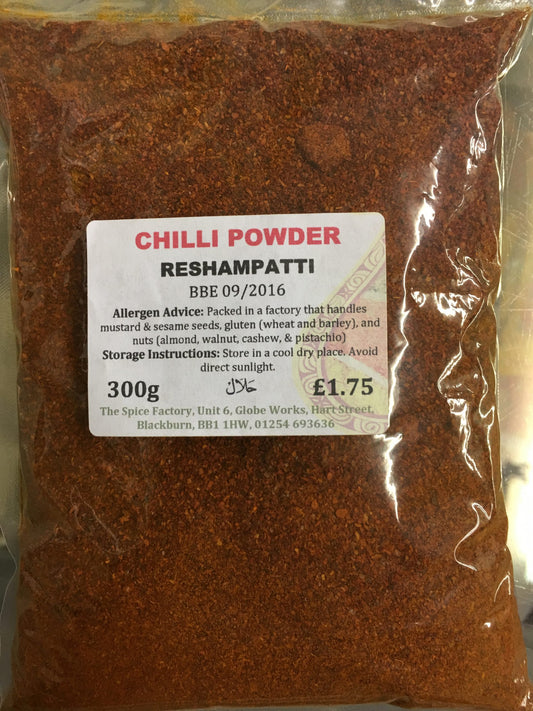 CHILLI POWDER
RESHAMPATTI
BBE 09/2016
Allergen Advice: Packed in a factory that handles
mustard & sesame seeds, gluten (wheat and barley), and
nuts (almond, walnut, cashew, & pistachio)
Storage Instructions: Store in a cool dry place. Avoid
direct sunlight.
300g حَلَالْ £1.75
The Spice Factory, Unit 6, Globe Works, Hart Street,
Blackburn, BB1 1HW, 01254 693636